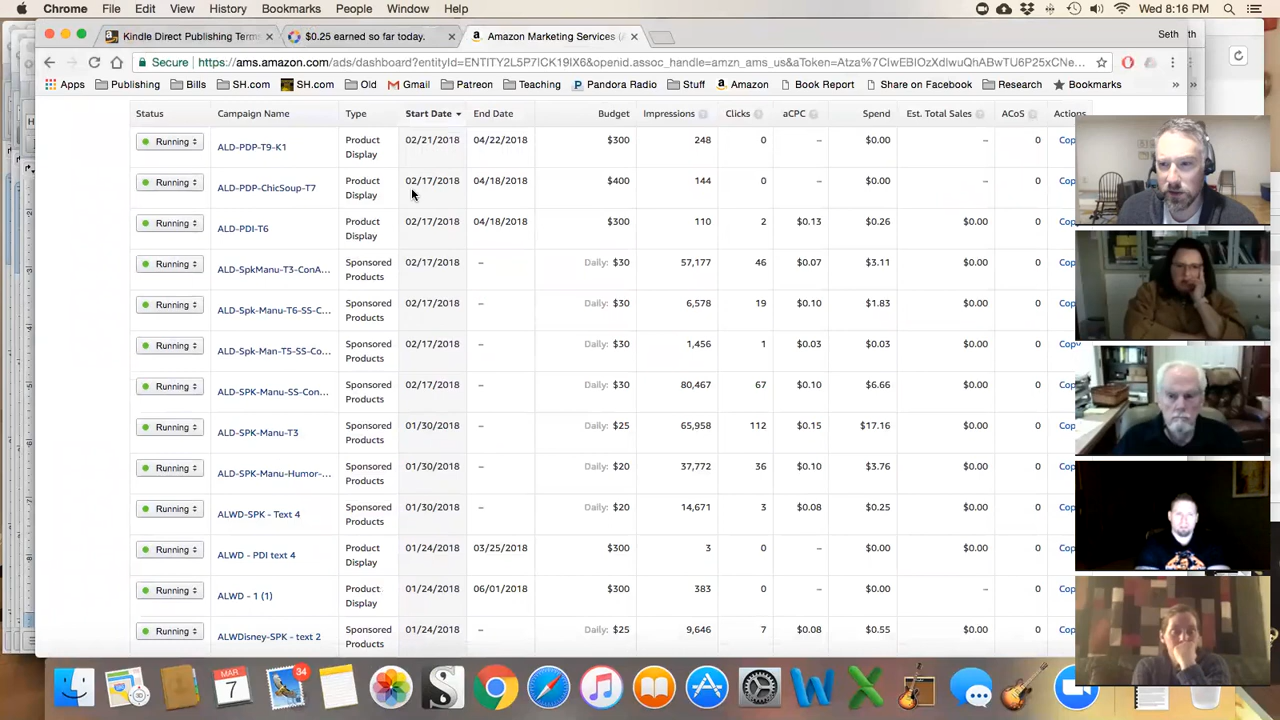 Chrome File Edit View History Bookmarks People Window Help Wed 8:16 PM
Kindle Direct Publishing Term $0.25 earned so far today. Amazon Marketing Services ( Seth th
Secure https://ams.amazon.com/ads/dashboard?entityId=ENTITY2L5P7ICK19IX6&openid.assoc_handle=amzn_ams_us&aToken=Atza%7CIwEBIOzXdIwuQhABwTU6P25xCNe...
Apps Publishing Bills SH.com SH.com Old Gmail Patreon Teaching Pandora Radio Stuff Amazon Book Report Share on Facebook Research » Bookmarks »
Status Campaign Name Type Start Date End Date Budget Impressions Clicks aCPC Spend Est. Total Sales ACoS Actions
Running ALD-PDP-T9-K1 Product Display 02/21/2018 04/22/2018 $300 248 0 – $0.00 – 0 Cop
Running ALD-PDP-ChicSoup-T7 Product Display 02/17/2018 04/18/2018 $400 144 0 – $0.00 – 0 Cop
Running ALD-PDI-T6 Product Display 02/17/2018 04/18/2018 $300 110 2 $0.13 $0.26 $0.00 0 Cop
Running ALD-SpkManu-T3-ConA... Sponsored Products 02/17/2018 – Daily: $30 57,177 46 $0.07 $3.11 $0.00 0 Cop
Running ALD-Spk-Manu-T6-SS-C... Sponsored Products 02/17/2018 – Daily: $30 6,578 19 $0.10 $1.83 $0.00 0 Cop
Running ALD-Spk-Man-T5-SS-Co... Sponsored Products 02/17/2018 – Daily: $30 1,456 1 $0.03 $0.03 $0.00 0 Cop
Running ALD-SPK-Manu-SS-Con... Sponsored Products 02/17/2018 – Daily: $30 80,467 67 $0.10 $6.66 $0.00 0 Cop
Running ALD-SPK-Manu-T3 Sponsored Products 01/30/2018 – Daily: $25 65,958 112 $0.15 $17.16 $0.00 0 Cop
Running ALD-SPK-Manu-Humor-... Sponsored Products 01/30/2018 – Daily: $20 37,772 36 $0.10 $3.76 $0.00 0 Cop
Running ALWD-SPK - Text 4 Sponsored Products 01/30/2018 – Daily: $20 14,671 3 $0.08 $0.25 $0.00 0 Cop
Running ALWD - PDI text 4 Product Display 01/24/2018 03/25/2018 $300 3 0 – $0.00 – 0 Cop
Running ALWD - 1 (1) Product Display 01/24/2018 06/01/2018 $300 383 0 – $0.00 – 0 Cop
Running ALWDisney-SPK - text 2 Sponsored Products 01/24/2018 – Daily: $25 9,646 7 $0.08 $0.55 $0.00 0 Cop
MAR 7 34